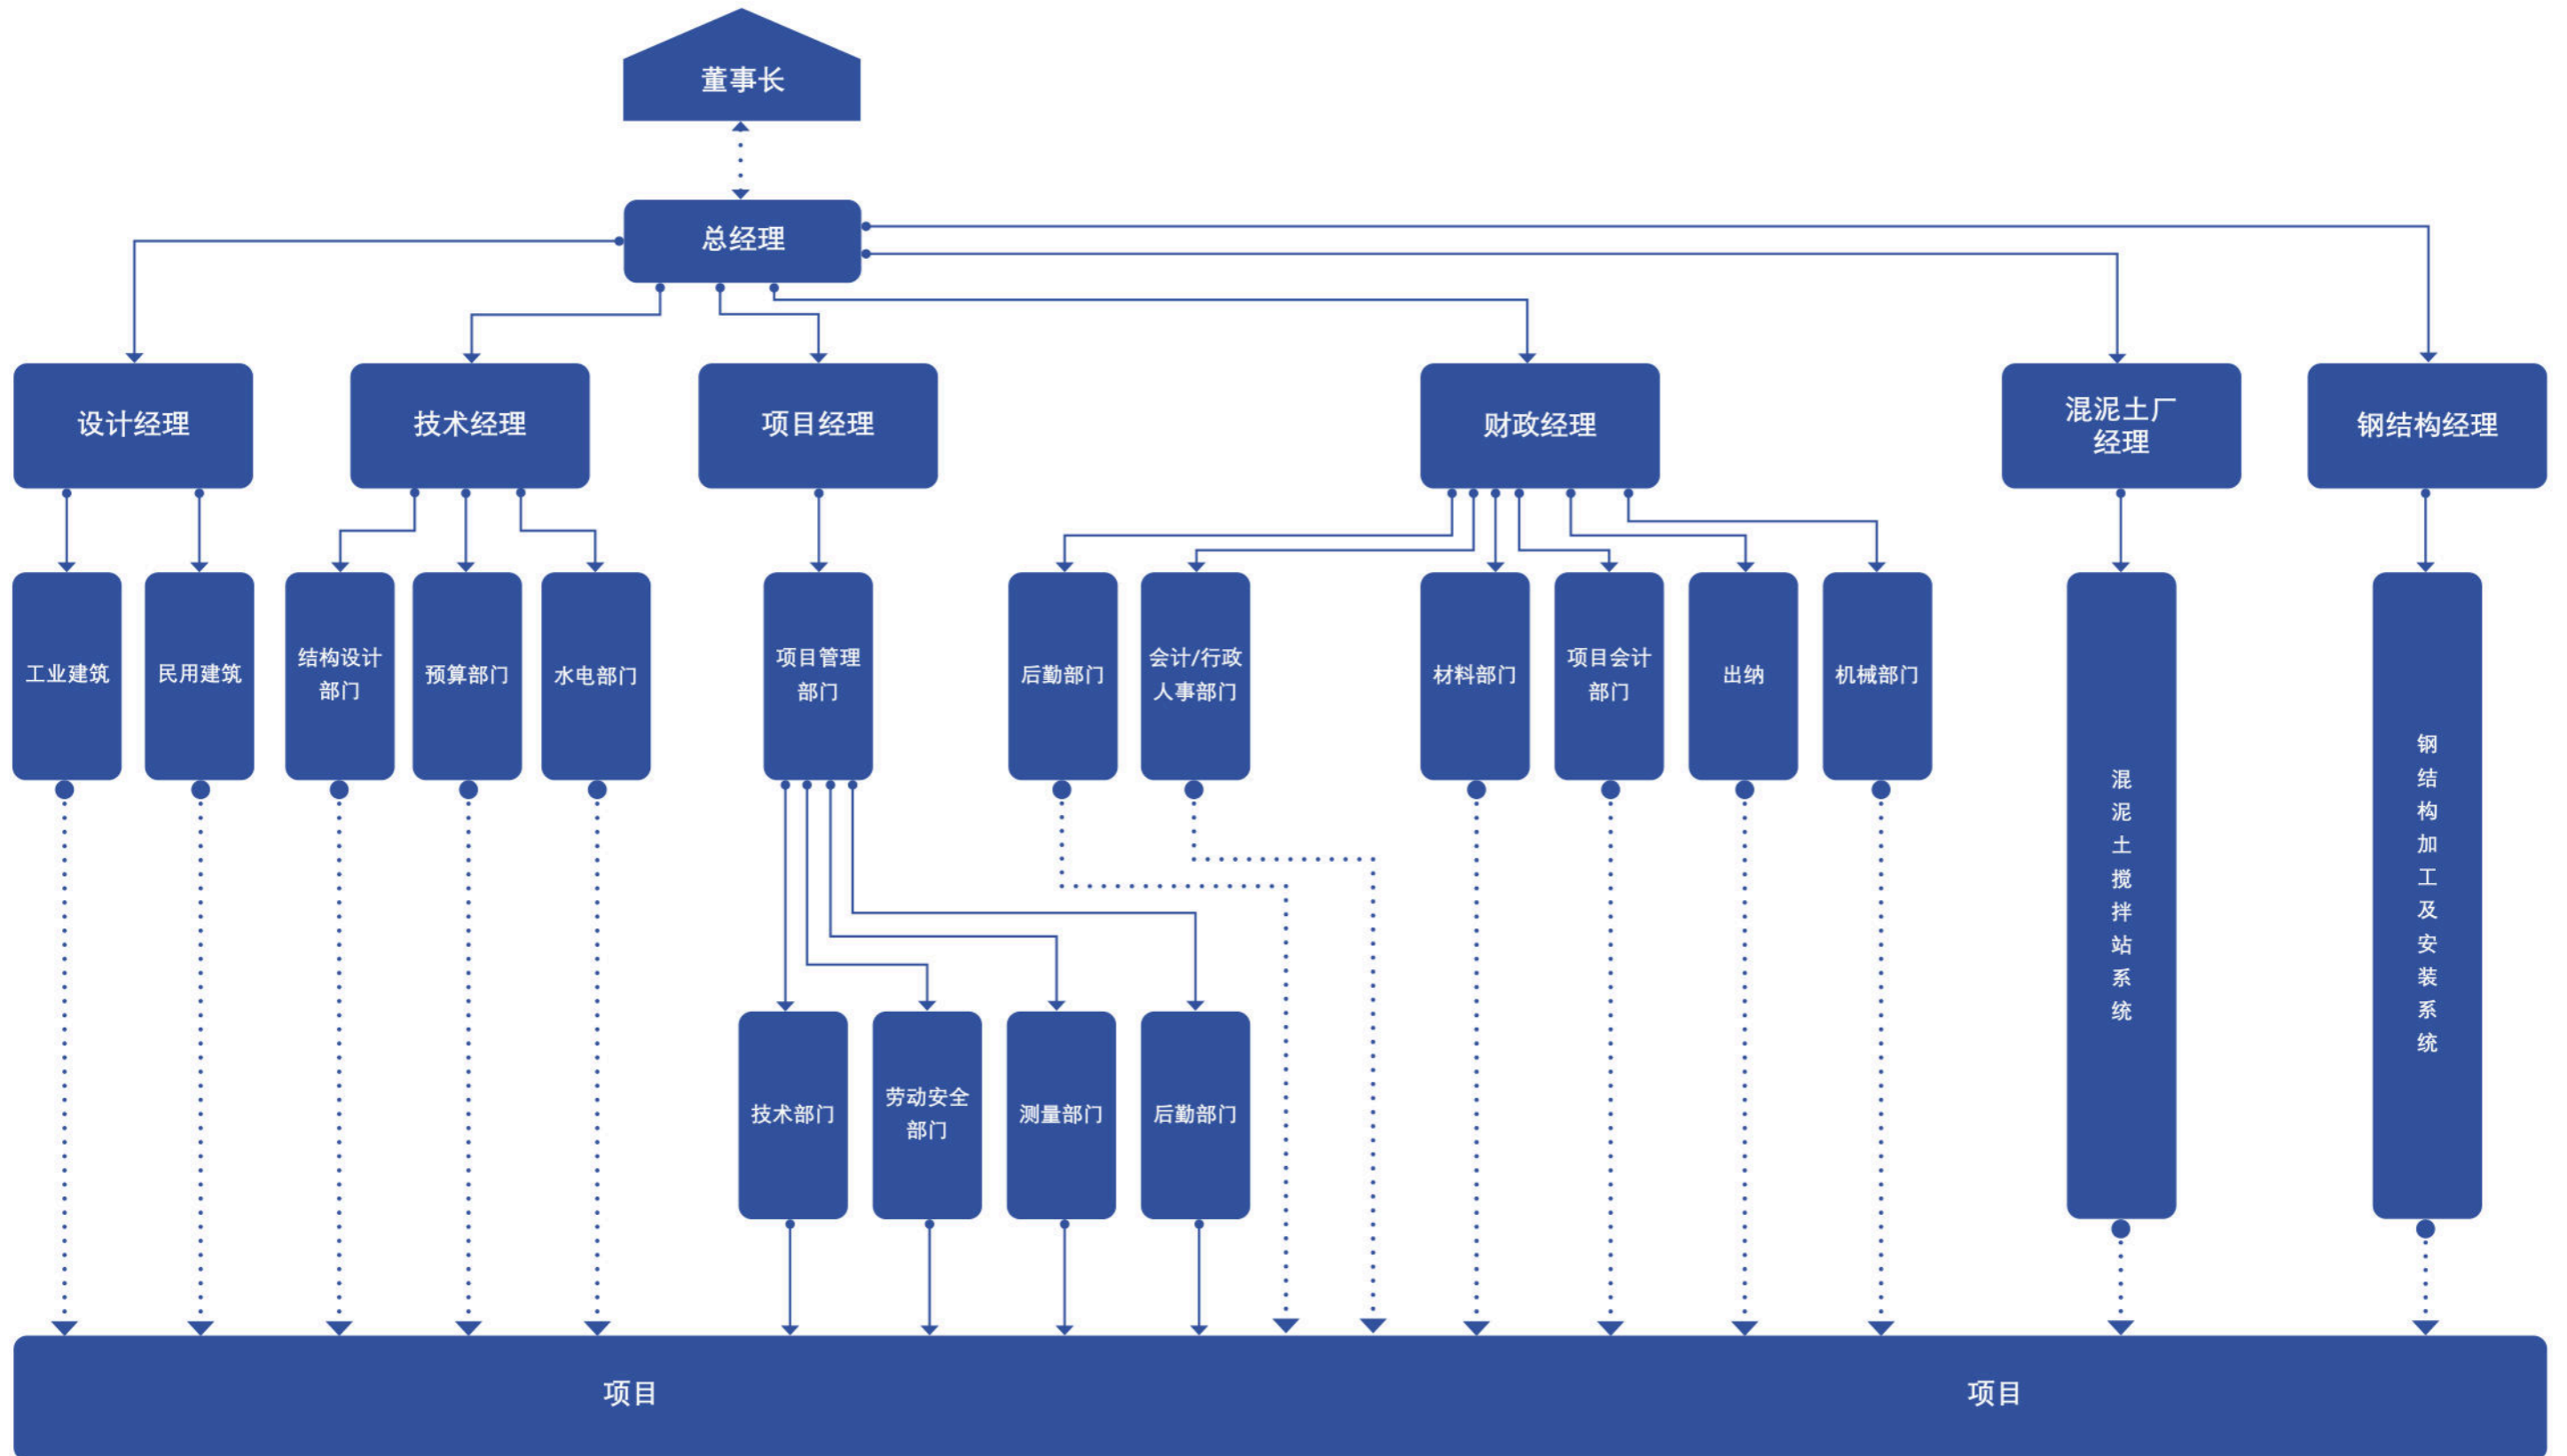 董事长
总经理
设计经理
技术经理
项目经理
财政经理
混泥土厂
经理
钢结构经理
工业建筑
民用建筑
结构设计
部门
预算部门
水电部门
项目管理
部门
后勤部门
会计/行政
人事部门
材料部门
项目会计
部门
出纳
机械部门
混泥土搅拌站系统
钢结构加工及安装系统
技术部门
劳动安全
部门
测量部门
后勤部门
项目
项目